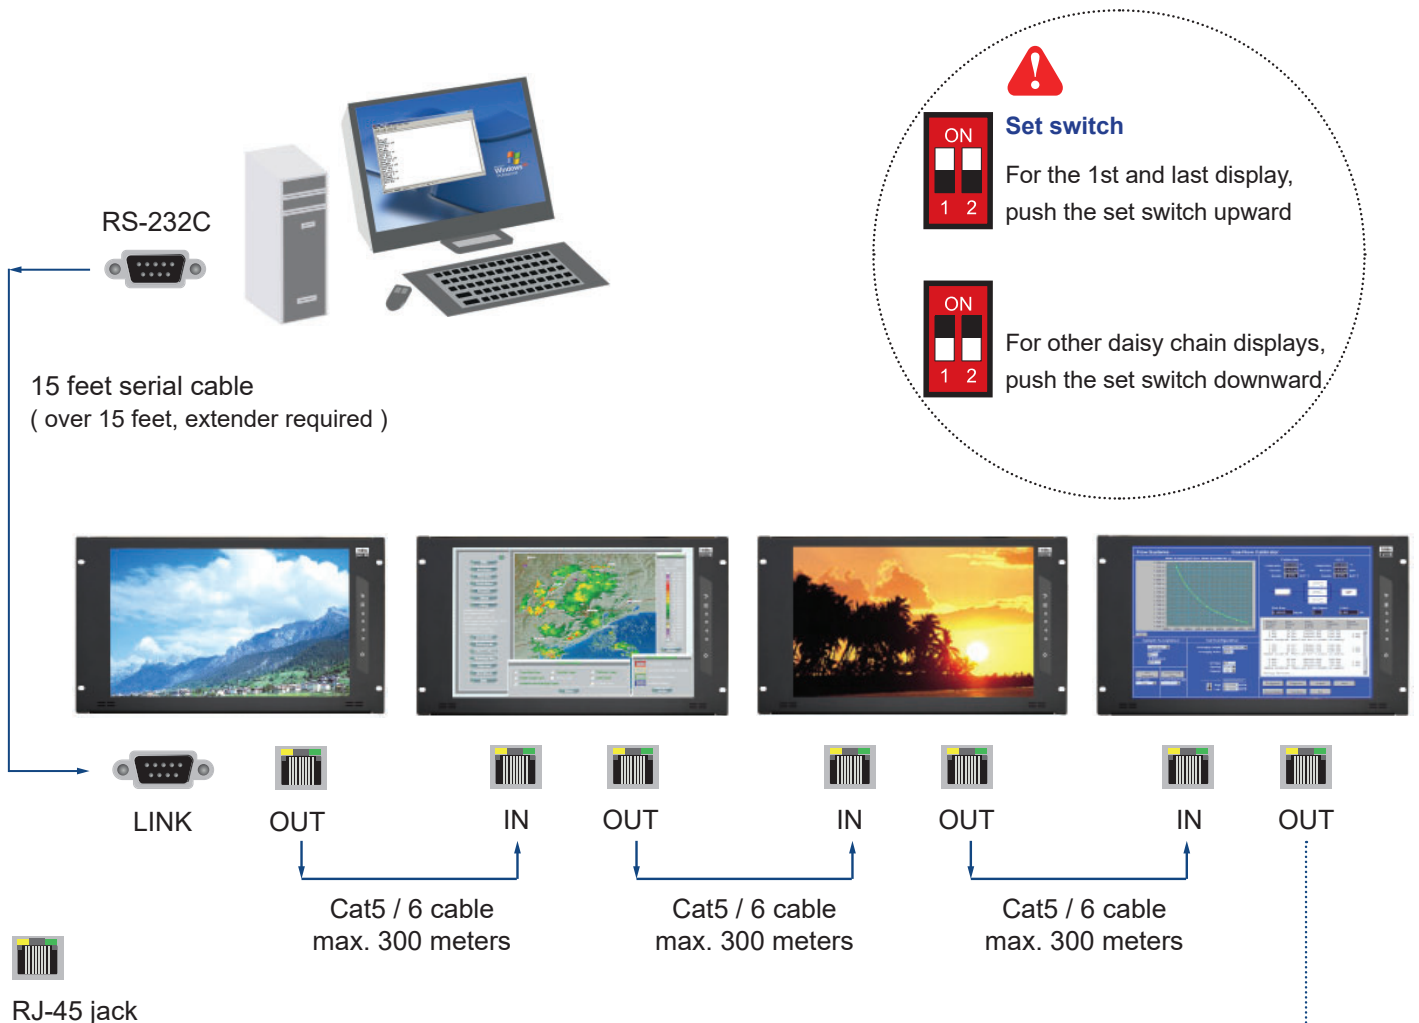 Set switch
ON
1 2
For the 1st and last display,
push the set switch upward
ON
1 2
For other daisy chain displays,
push the set switch downward.
RS-232C
Windows
15 feet serial cable
( over 15 feet, extender required )
LINK
OUT
IN
OUT
IN
OUT
IN
OUT
Cat5 / 6 cable
max. 300 meters
Cat5 / 6 cable
max. 300 meters
Cat5 / 6 cable
max. 300 meters
RJ-45 jack